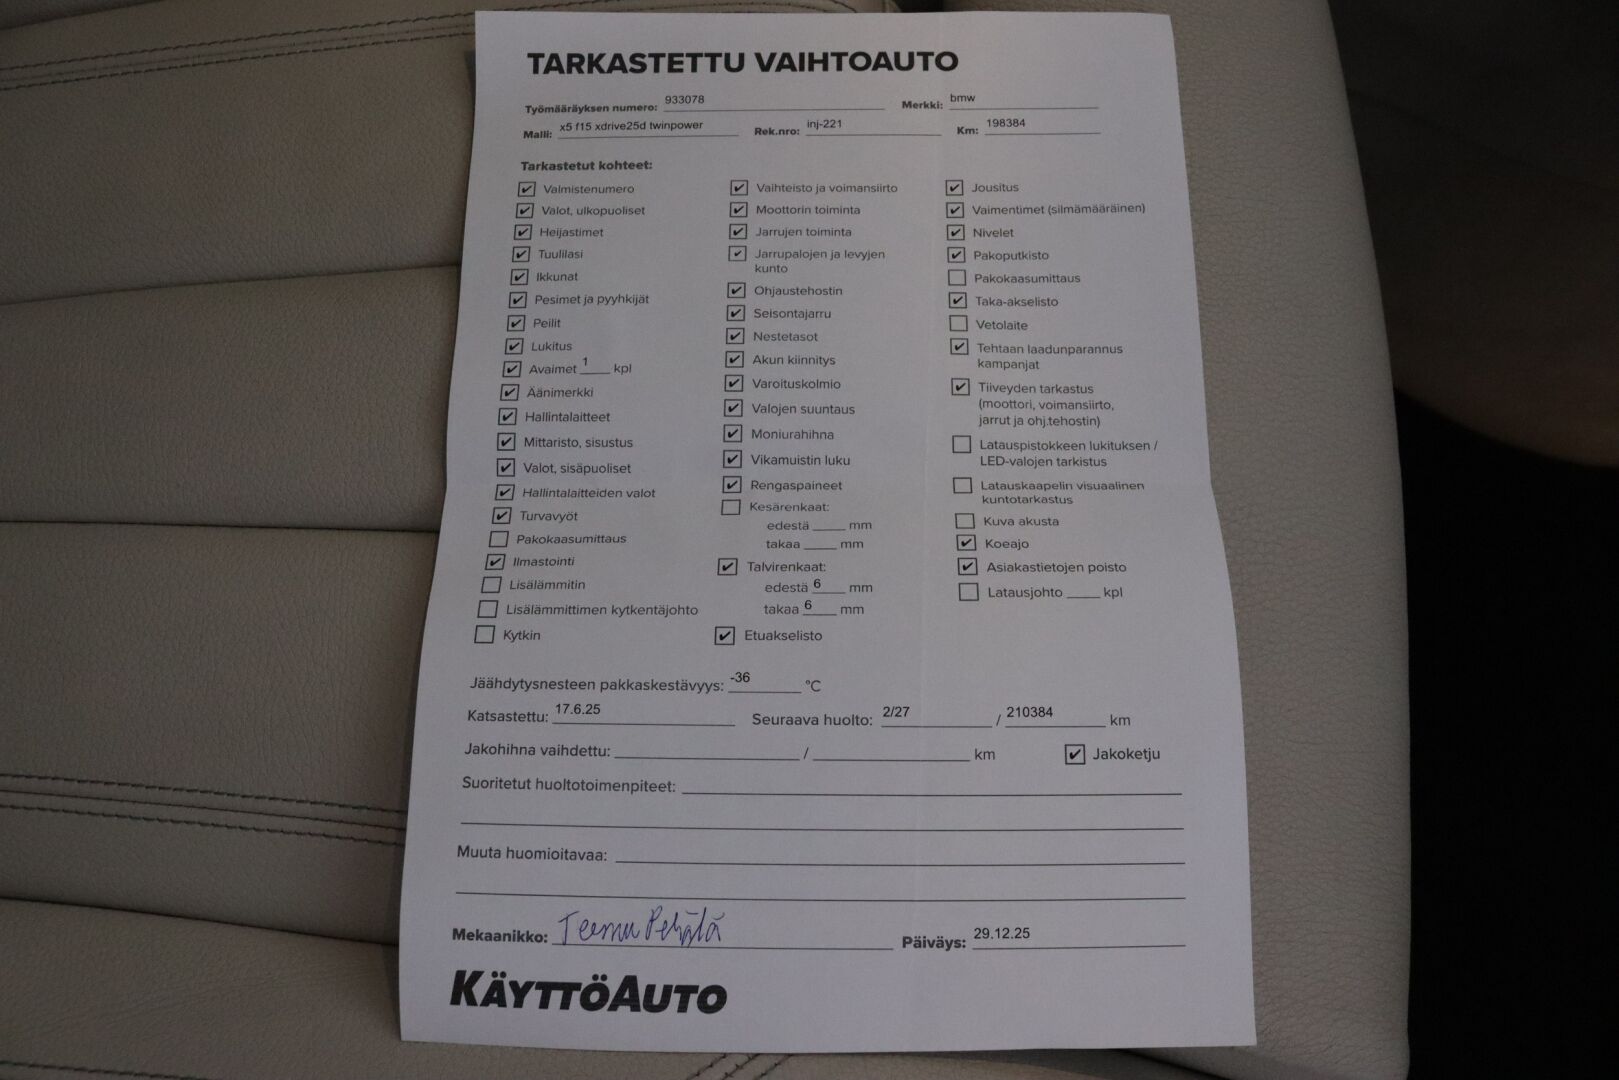 TARKASTETTU VAIHTOAUTO
Työmääräyksen numero: 933078 Merkki: bmw
Malli: x5 f15 xdrive25d twinpower Rek.nro: inj-221 Km: 198384
Tarkastetut kohteet:
✔ Valmistenumero
✔ Valot, ulkopuoliset
✔ Heijastimet
✔ Tuulilasi
✔ Ikkunat
✔ Pesimet ja pyyhkijät
✔ Peilit
✔ Lukitus
✔ Avaimet 1 kpl
✔ Äänimerkki
✔ Hallintalaitteet
✔ Mittaristo, sisustus
✔ Valot, sisäpuoliset
✔ Hallintalaitteiden valot
✔ Turvavyöt
Pakokaasumittaus
✔ Ilmastointi
Lisälämmitin
Lisälämmittimen kytkentäjohto
Kytkin
✔ Vaihteisto ja voimansiirto
✔ Moottorin toiminta
✔ Jarrujen toiminta
✔ Jarrupalojen ja levyjen
kunto
✔ Ohjaustehostin
✔ Seisontajarru
✔ Nestetasot
✔ Akun kiinnitys
✔ Varoituskolmio
✔ Valojen suuntaus
✔ Moniurahihna
✔ Vikamuistin luku
✔ Rengaspaineet
Kesärenkaat:
edestä ____ mm
takaa ____ mm
✔ Talvirenkaat:
edestä 6 mm
takaa 6 mm
✔ Etuakselisto
✔ Jousitus
✔ Vaimentimet (silmämääräinen)
✔ Nivelet
✔ Pakoputkisto
Pakokaasumittaus
✔ Taka-akselisto
Vetolaite
✔ Tehtaan laadunparannus
kampanjat
✔ Tiiveyden tarkastus
(moottori, voimansiirto,
jarrut ja ohj.tehostin)
Latauspistokkeen lukituksen /
LED-valojen tarkistus
Latauskaapelin visuaalinen
kuntotarkastus
Kuva akusta
✔ Koeajo
✔ Asiakastietojen poisto
Latausjohto ____ kpl
Jäähdytysnesteen pakkaskestävyys: -36 °C
Katsastettu: 17.6.25 Seuraava huolto: 2/27 / 210384 km
Jakohihna vaihdettu: ____ / ____ km ✔ Jakoketju
Suoritetut huoltotoimenpiteet:
Muuta huomioitavaa:
Mekaanikko: Teemu Peljätä Päiväys: 29.12.25
KÄYTTÖAUTO